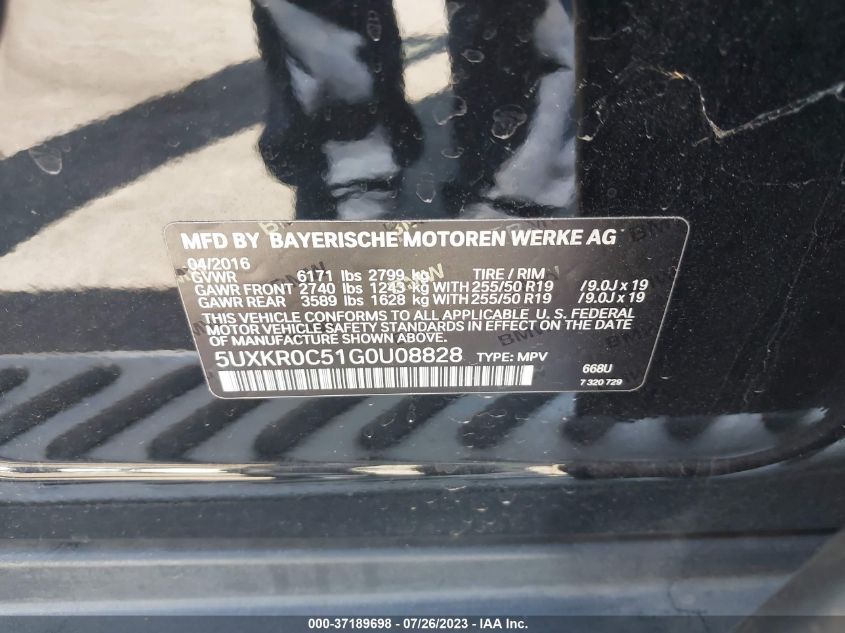 MFD BY BAYERISCHE MOTOREN WERKE AG
04/2016
GVWR 6171 lbs 2799 kg TIRE / RIM
GAWR FRONT 2740 lbs 1243 kg WITH 255/50 R19 /9.0J x 19
GAWR REAR 3589 lbs 1628 kg WITH 255/50 R19 /9.0J x 19
THIS VEHICLE CONFORMS TO ALL APPLICABLE U. S. FEDERAL
MOTOR VEHICLE SAFETY STANDARDS IN EFFECT ON THE DATE
OF MANUFACTURE SHOWN ABOVE.
5UXKR0C51G0U08828 TYPE: MPV 668U
7 320 729
000-37189698 - 07/26/2023 - IAA Inc.